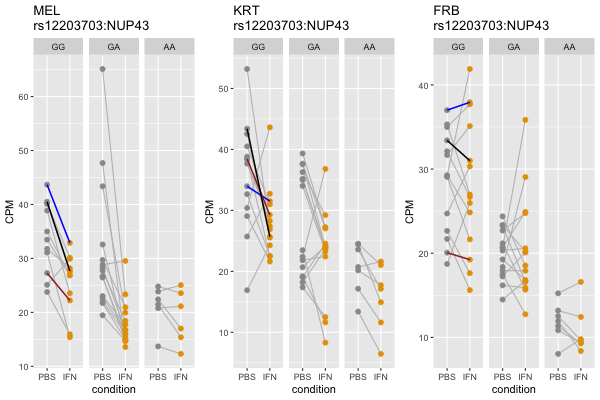 MEL
rs12203703:NUP43
GG GA AA
CPM
60
50
40
30
20
10
PBS IFN PBS IFN PBS IFN
condition
KRT
rs12203703:NUP43
GG GA AA
CPM
50
40
30
20
10
PBS IFN PBS IFN PBS IFN
condition
FRB
rs12203703:NUP43
GG GA AA
CPM
40
30
20
10
PBS IFN PBS IFN PBS IFN
condition